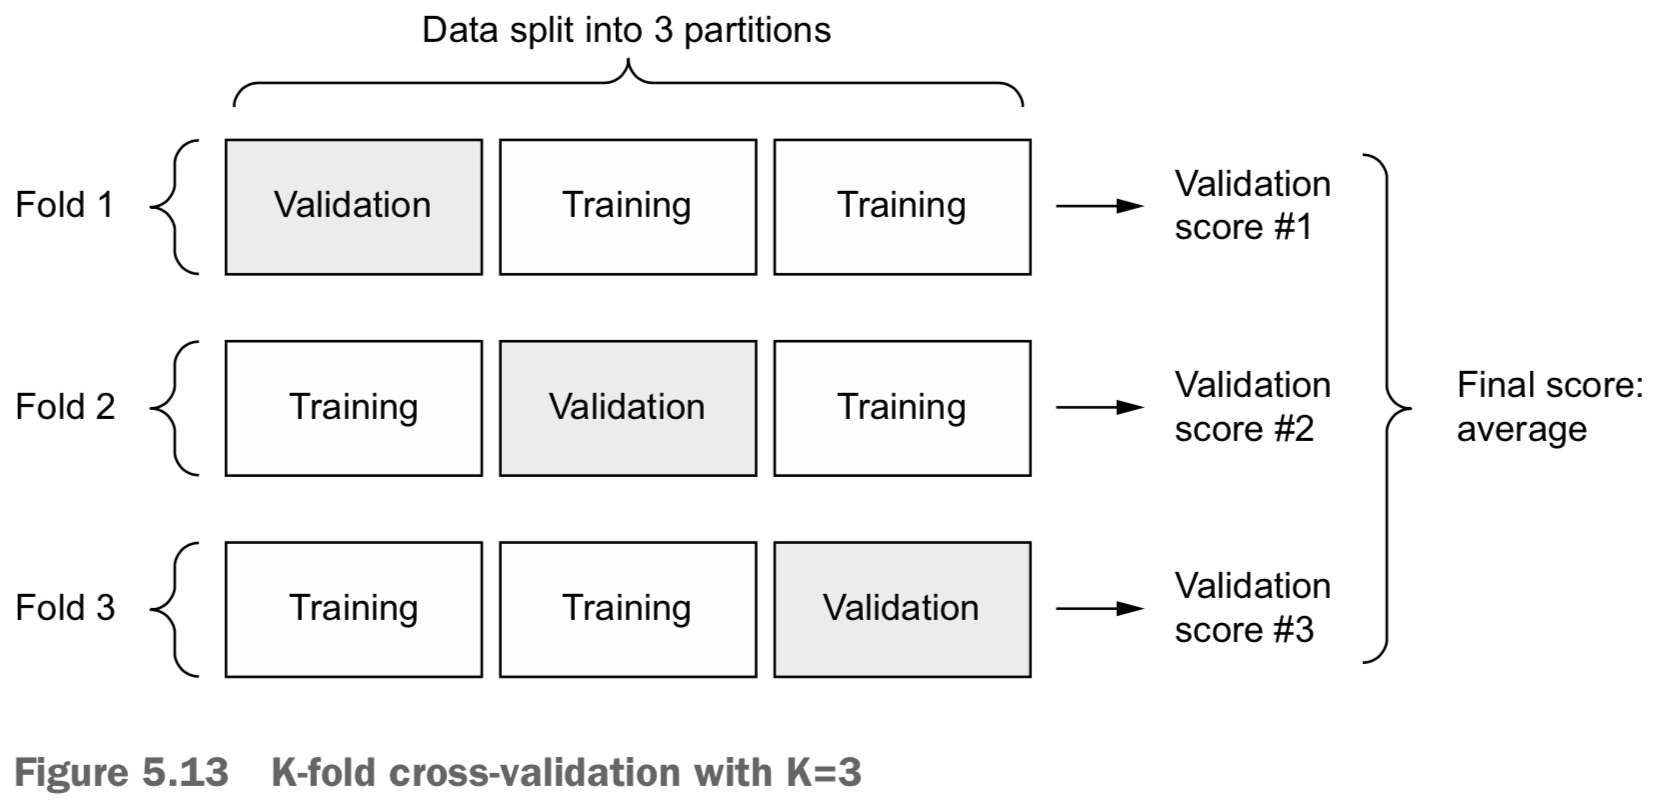 Data split into 3 partitions
Fold 1
Validation
Training
Training
Validation
score #1
Fold 2
Training
Validation
Training
Validation
score #2
Final score:
average
Fold 3
Training
Training
Validation
Validation
score #3
Figure 5.13 K-fold cross-validation with K=3